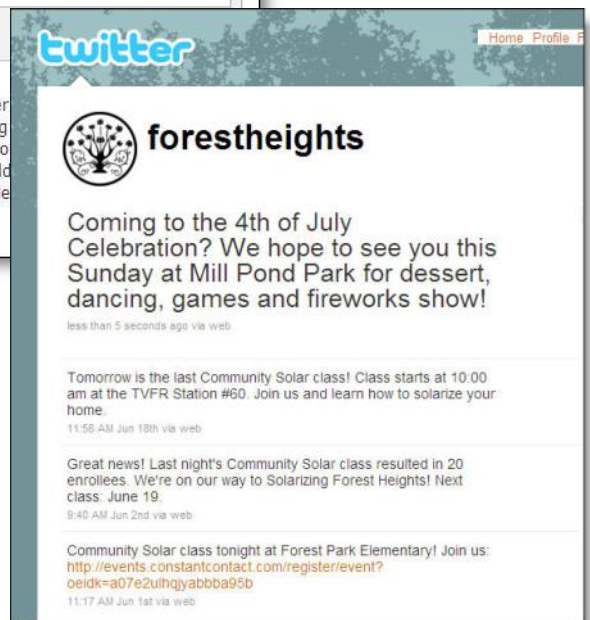 twitter
Home Profile
forestheights
Coming to the 4th of July
Celebration? We hope to see you this
Sunday at Mill Pond Park for dessert,
dancing, games and fireworks show!
less than 5 seconds ago via web
Tomorrow is the last Community Solar class! Class starts at 10:00
am at the TVFR Station #60. Join us and learn how to solarize your
home.
11:56 AM Jun 18th via web
Great news! Last night's Community Solar class resulted in 20
enrollees. We're on our way to Solarizing Forest Heights! Next
class: June 19.
9:40 AM Jun 2nd via web
Community Solar class tonight at Forest Park Elementary! Join us:
http://events.constantcontact.com/register/event?
oeidk=a07e2ulhqjyabbba95b
11:17 AM Jun 1st via web